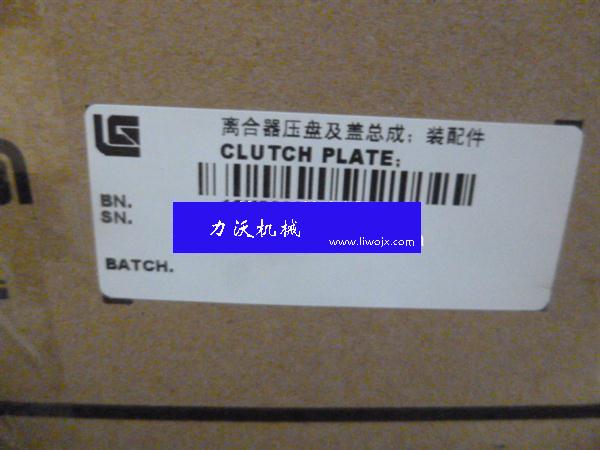 LG
离合器压盘及盖总成；装配件
CLUTCH PLATE;
BN.
SN.
力沃机械
www.liwojx.com
BATCH.